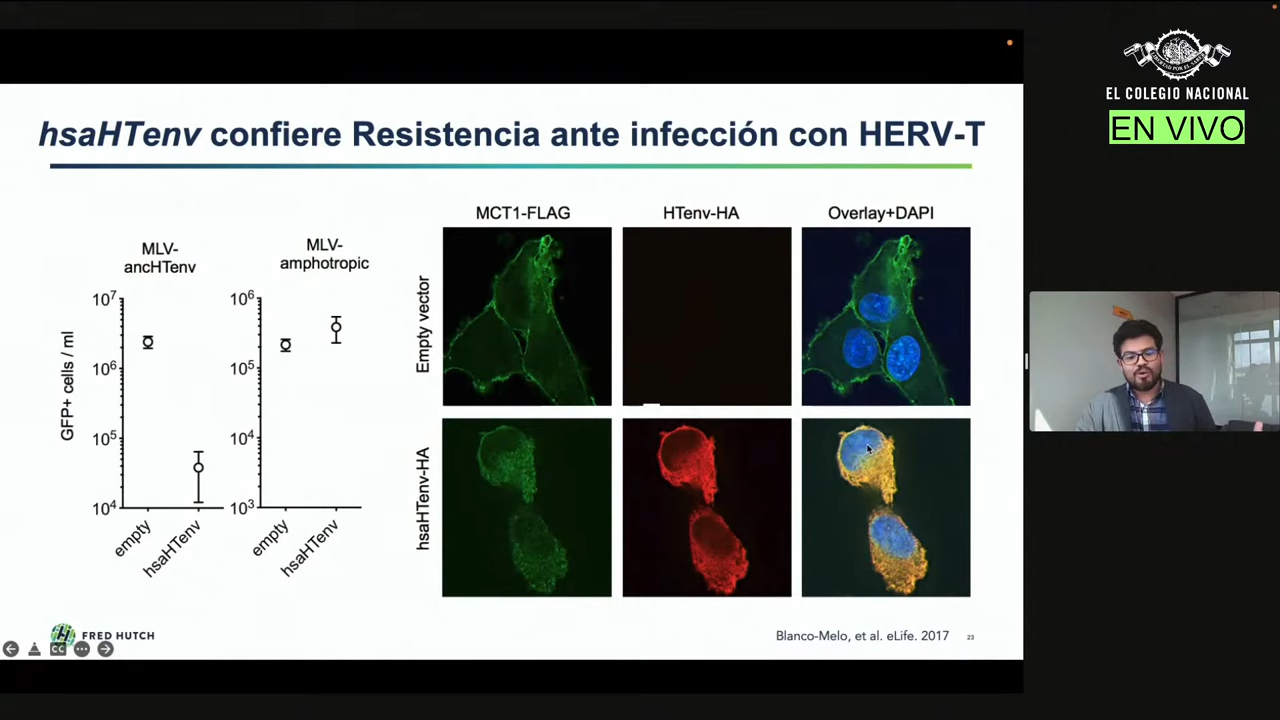 EL COLEGIO NACIONAL
EN VIVO
hsaHTenv confiere Resistencia ante infección con HERV-T
MLV-
ancHTenv
GFP+ cells / ml
10⁷
10⁶
10⁵
10⁴
empty
hsaHTenv
MLV-
amphotropic
10⁶
10⁵
10⁴
10³
empty
hsaHTenv
MCT1-FLAG
HTenv-HA
Overlay+DAPI
Empty vector
hsaHTenv-HA
FRED HUTCH
CC
Blanco-Melo, et al. eLife. 2017
23